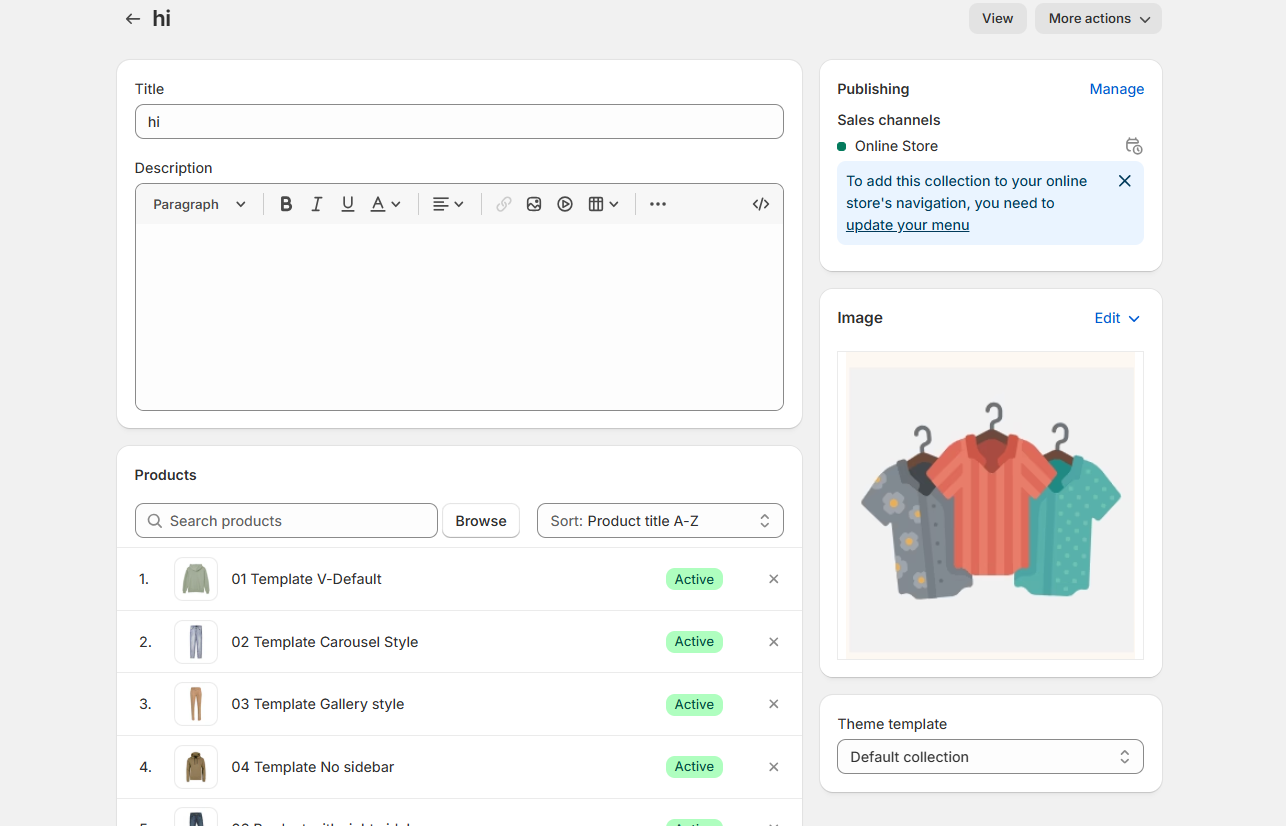 hi
View
More actions
Title
hi
Description
Paragraph
Products
Search products
Browse
Sort: Product title A-Z
1.
01 Template V-Default
Active
2.
02 Template Carousel Style
Active
3.
03 Template Gallery style
Active
4.
04 Template No sidebar
Active
Publishing
Manage
Sales channels
Online Store
To add this collection to your online
store's navigation, you need to
update your menu
Image
Edit
Theme template
Default collection